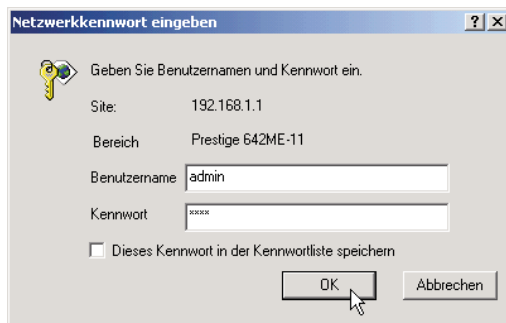 Netzwerkkennwort eingeben
Geben Sie Benutzernamen und Kennwort ein.
Site: 192.168.1.1
Bereich Prestige 642ME-11
Benutzername admin
Kennwort xxxx
Dieses Kennwort in der Kennwortliste speichern
OK Abbrechen